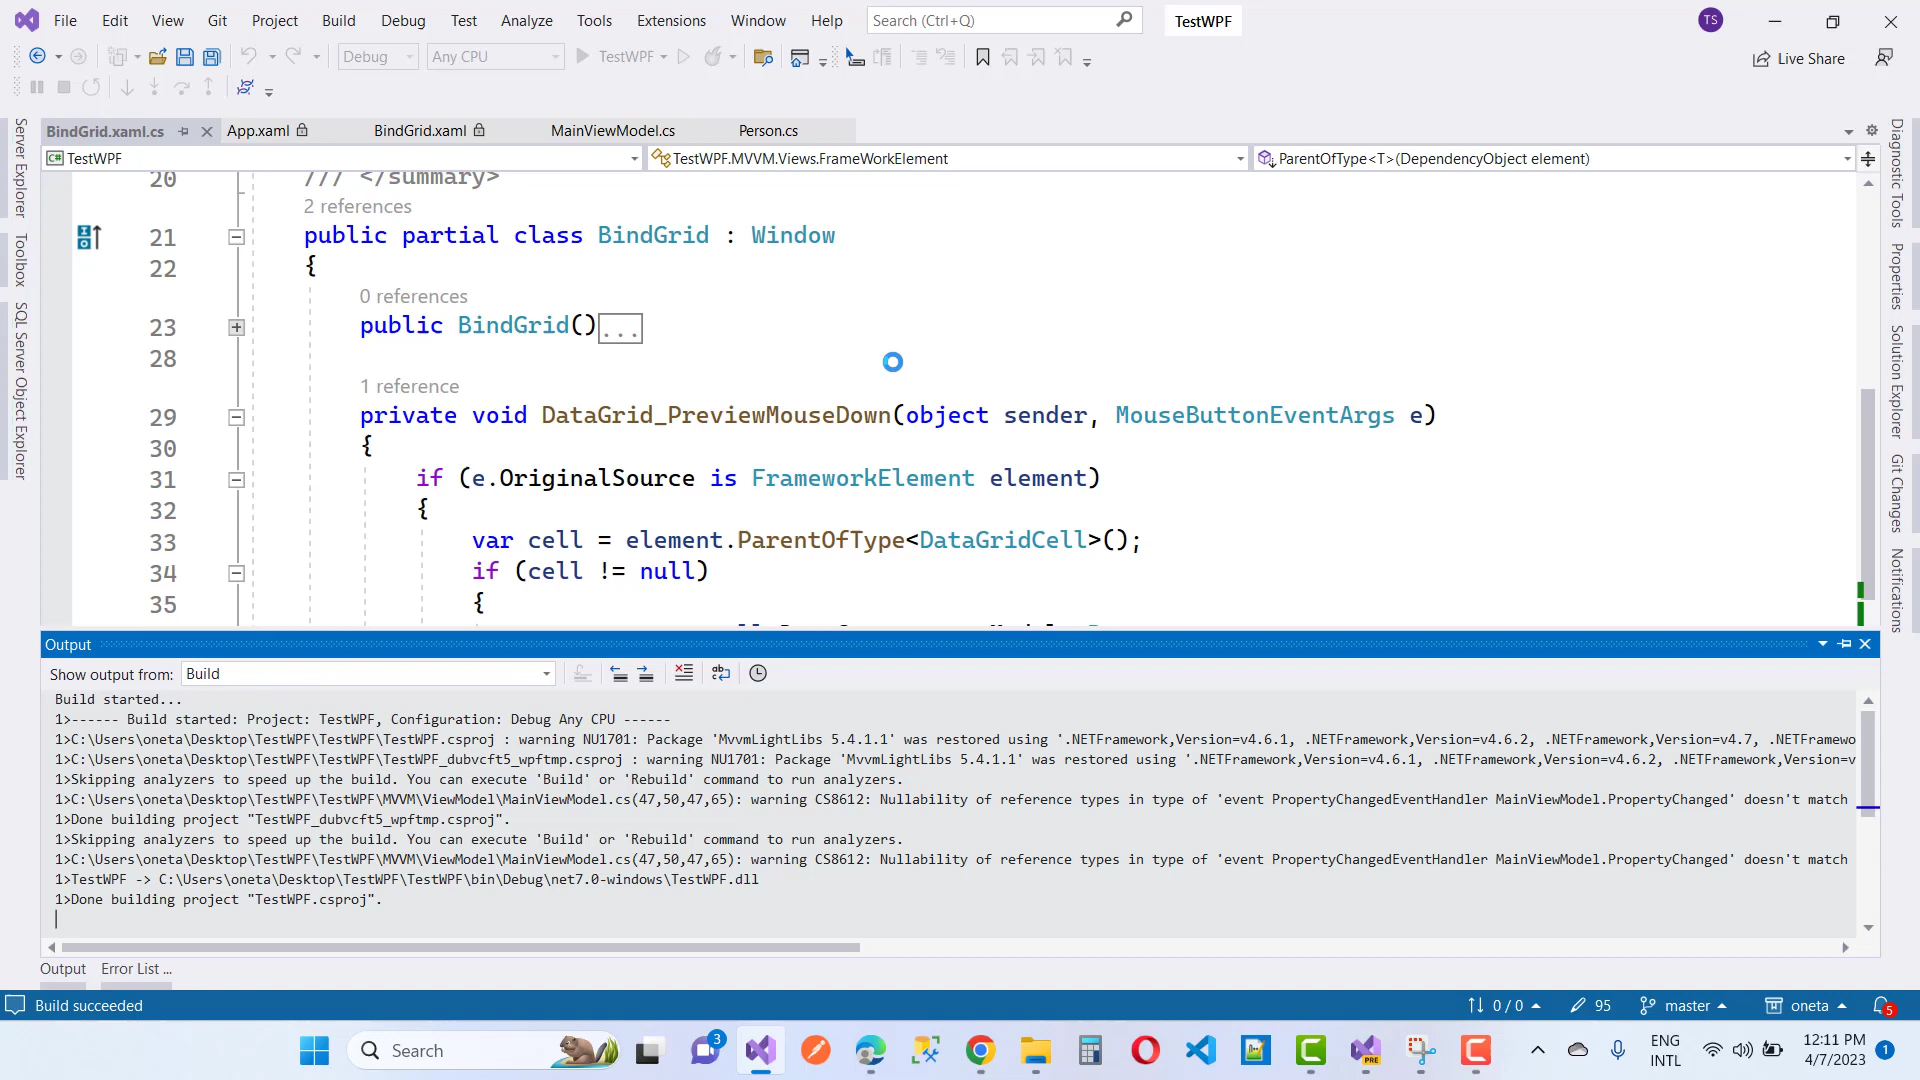 File Edit View Git Project Build Debug Test Analyze Tools Extensions Window Help Search (Ctrl+Q) TestWPF TS
Debug Any CPU TestWPF Live Share
BindGrid.xaml.cs App.xaml BindGrid.xaml MainViewModel.cs Person.cs
TestWPF TestWPF.MVVM.Views.FrameWorkElement ParentOfType<T>(DependencyObject element)
Server Explorer
Toolbox
SQL Server Object Explorer
20 /// </summary>
2 references
21 public partial class BindGrid : Window
22 {
0 references
23 public BindGrid()...
28
1 reference
29 private void DataGrid_PreviewMouseDown(object sender, MouseButtonEventArgs e)
30 {
31 if (e.OriginalSource is FrameworkElement element)
32 {
33 var cell = element.ParentOfType<DataGridCell>();
34 if (cell != null)
35 {
Diagnostic Tools
Properties
Solution Explorer
Git Changes
Notifications
Output
Show output from: Build
Build started...
1>------ Build started: Project: TestWPF, Configuration: Debug Any CPU ------
1>C:\Users\oneta\Desktop\TestWPF\TestWPF\TestWPF.csproj : warning NU1701: Package 'MvvmLightLibs 5.4.1.1' was restored using '.NETFramework,Version=v4.6.1, .NETFramework,Version=v4.6.2, .NETFramework,Version=v4.7, .NETFramewo
1>C:\Users\oneta\Desktop\TestWPF\TestWPF\TestWPF_dubvcft5_wpftmp.csproj : warning NU1701: Package 'MvvmLightLibs 5.4.1.1' was restored using '.NETFramework,Version=v4.6.1, .NETFramework,Version=v4.6.2, .NETFramework,Version=v
1>Skipping analyzers to speed up the build. You can execute 'Build' or 'Rebuild' command to run analyzers.
1>C:\Users\oneta\Desktop\TestWPF\TestWPF\MVVM\ViewModel\MainViewModel.cs(47,50,47,65): warning CS8612: Nullability of reference types in type of 'event PropertyChangedEventHandler MainViewModel.PropertyChanged' doesn't match
1>Done building project "TestWPF_dubvcft5_wpftmp.csproj".
1>Skipping analyzers to speed up the build. You can execute 'Build' or 'Rebuild' command to run analyzers.
1>C:\Users\oneta\Desktop\TestWPF\TestWPF\MVVM\ViewModel\MainViewModel.cs(47,50,47,65): warning CS8612: Nullability of reference types in type of 'event PropertyChangedEventHandler MainViewModel.PropertyChanged' doesn't match
1>TestWPF -> C:\Users\oneta\Desktop\TestWPF\TestWPF\bin\Debug\net7.0-windows\TestWPF.dll
1>Done building project "TestWPF.csproj".
Output Error List ...
Build succeeded 0 / 0 95 master oneta 5
Search 3 PRE ENG 12:11 PM 1
INTL 4/7/2023